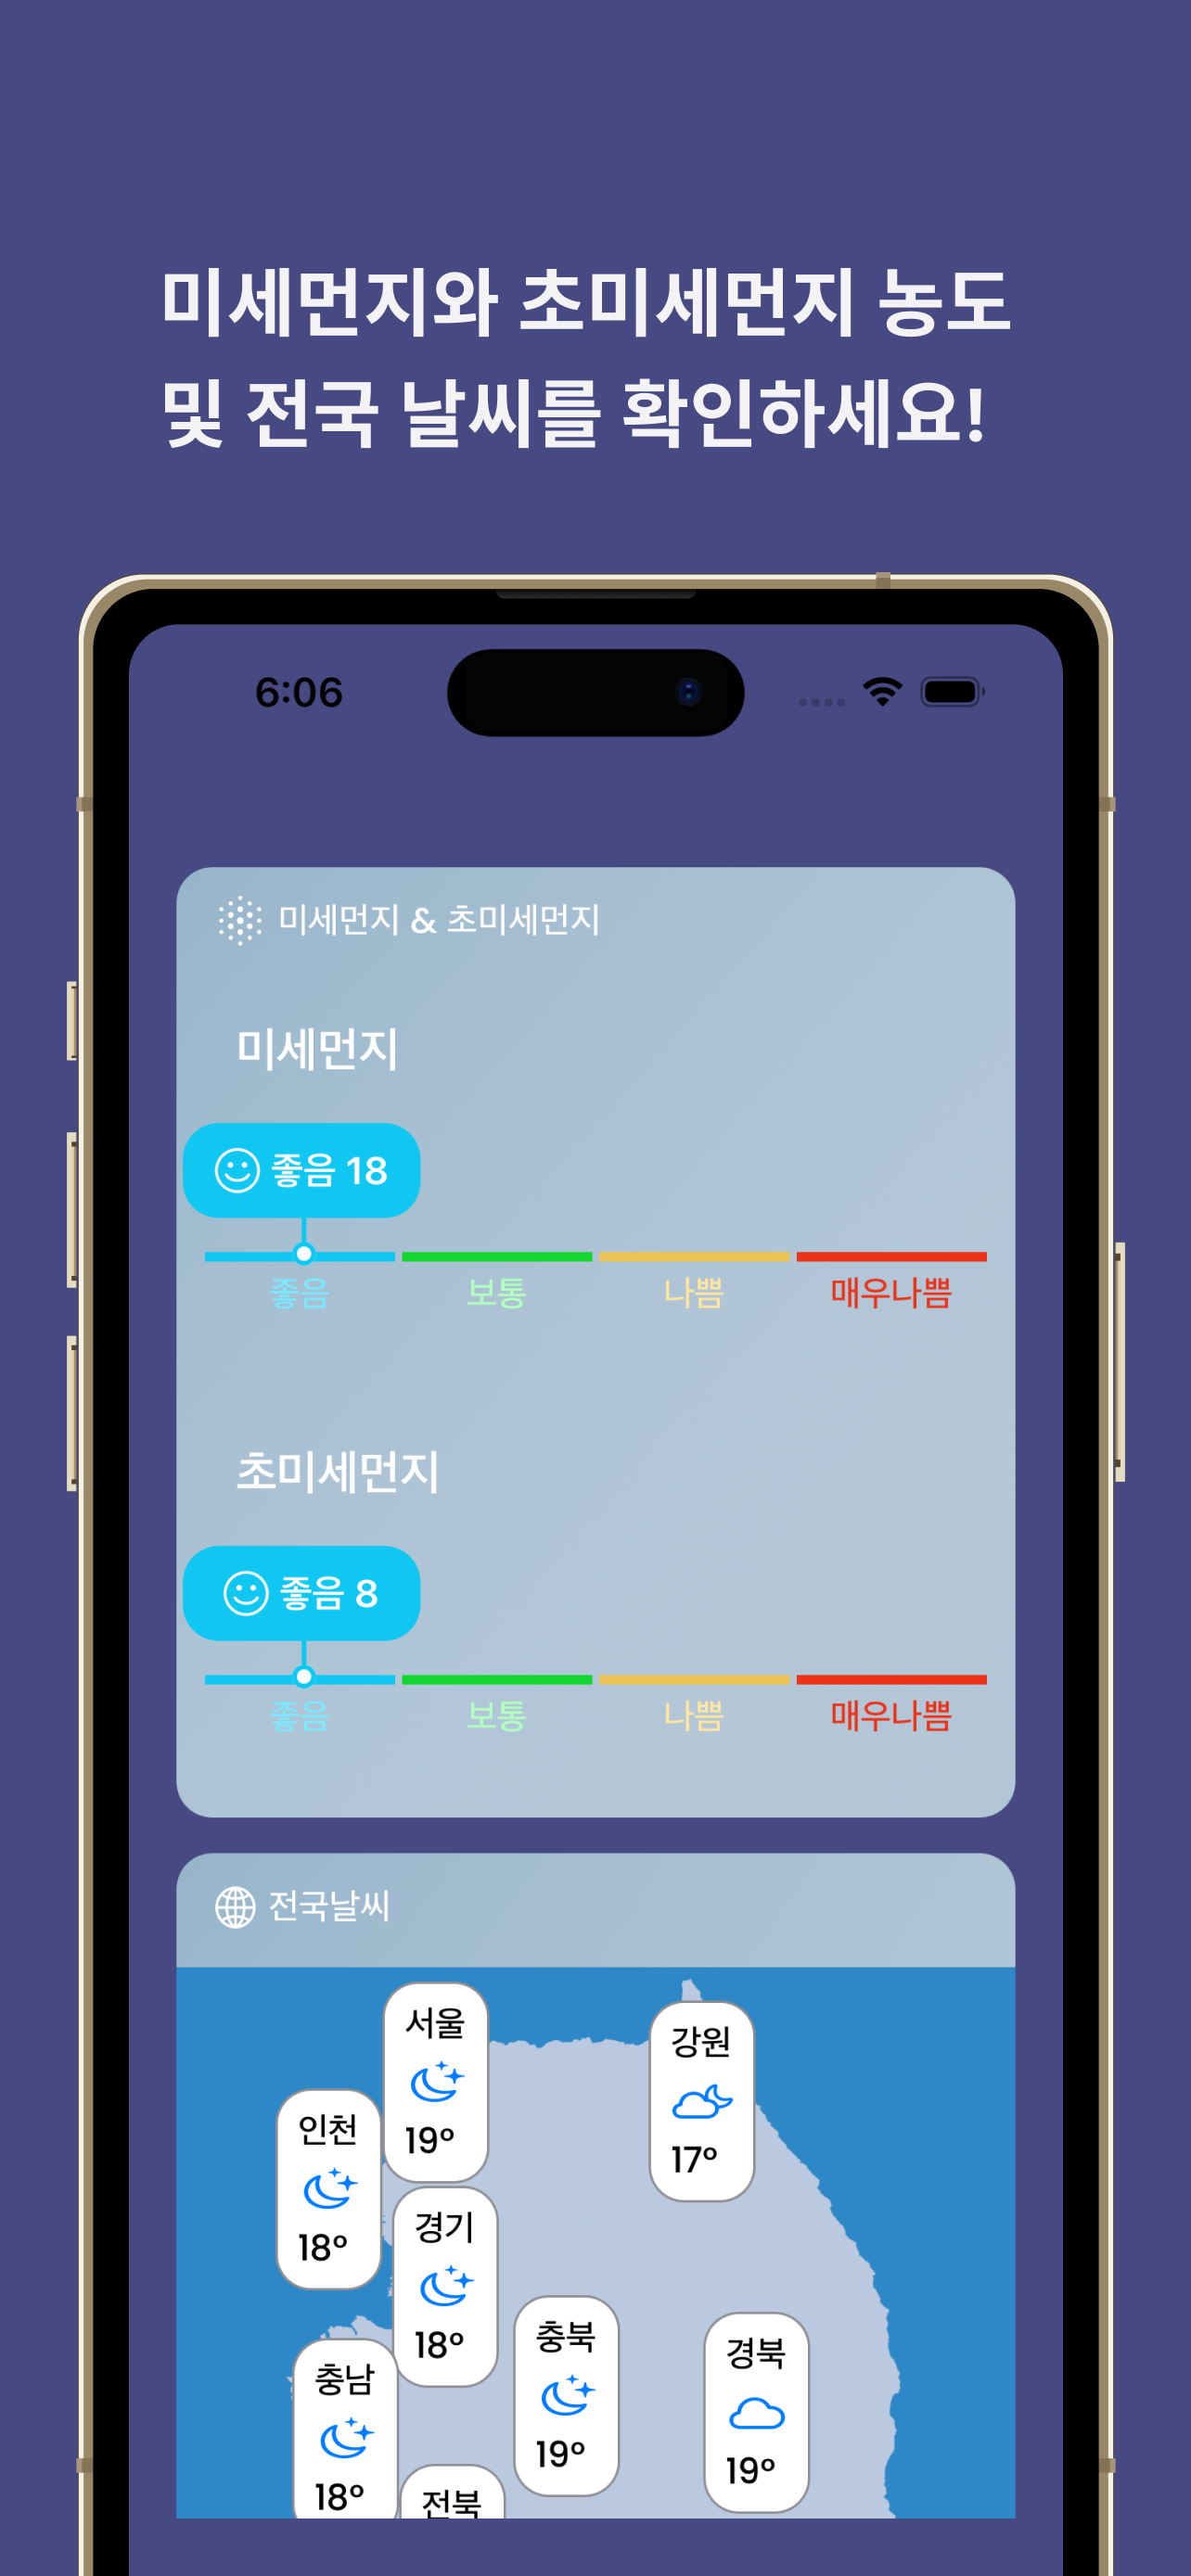 미세먼지와 초미세먼지 농도
및 전국 날씨를 확인하세요!
6:06
미세먼지 & 초미세먼지
미세먼지
좋음 18
좋음 보통 나쁨 매우나쁨
초미세먼지
좋음 8
좋음 보통 나쁨 매우나쁨
전국날씨
서울
19°
강원
17°
인천
18°
경기
18°
충북
19°
경북
19°
충남
18°
전북